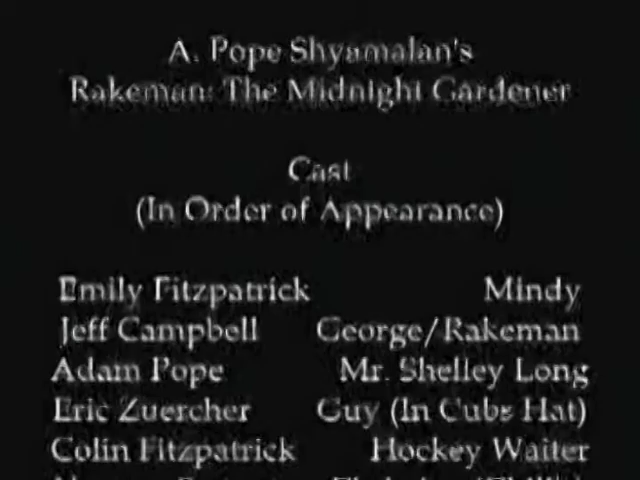 A. Pope Shyamalan's
Rakeman: The Midnight Gardener
Cast
(In Order of Appearance)
Emily Fitzpatrick Mindy
Jeff Campbell George/Rakeman
Adam Pope Mr. Shelley Long
Eric Zuercher Guy (In Cubs Hat)
Colin Fitzpatrick Hockey Waiter